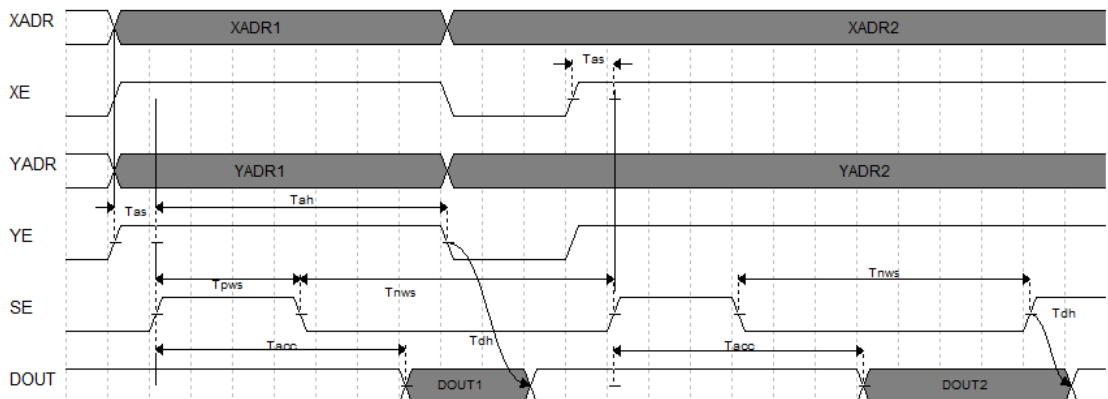 XADR
XADR1
XADR2
Tas
XE
YADR
YADR1
YADR2
Tas
Tah
YE
Tpws
Tnws
Tnws
SE
Tdh
Tacc
Tdh
Tacc
DOUT
DOUT1
DOUT2